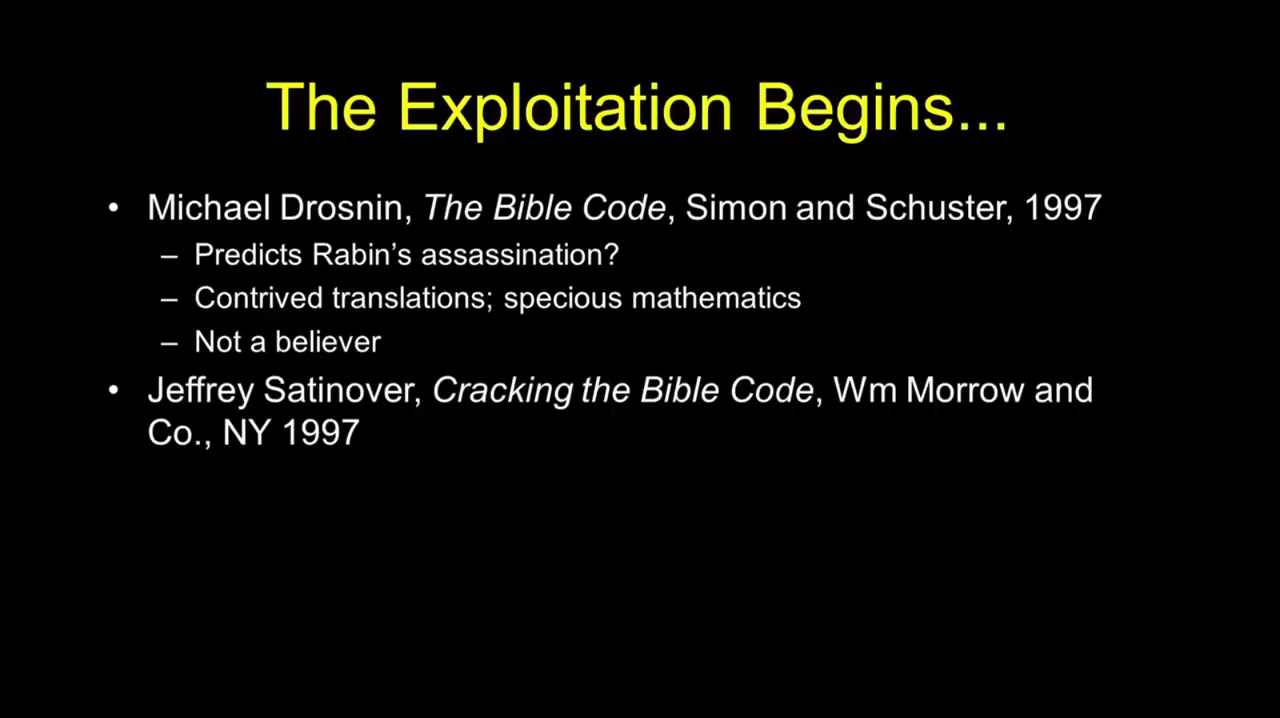 The Exploitation Begins...
• Michael Drosnin, The Bible Code, Simon and Schuster, 1997
– Predicts Rabin’s assassination?
– Contrived translations; specious mathematics
– Not a believer
• Jeffrey Satinover, Cracking the Bible Code, Wm Morrow and
Co., NY 1997